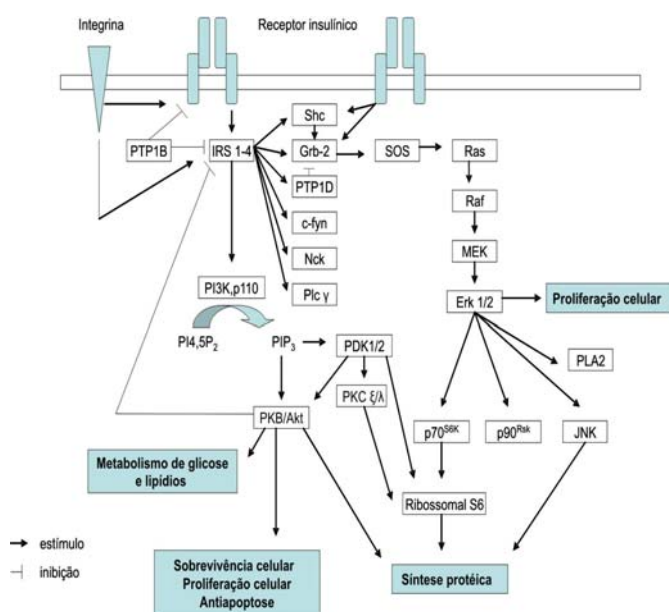 Integrina
Receptor insulínico
Shc
PTP1B
IRS 1-4
Grb-2
SOS
Ras
PTP1D
Raf
c-fyn
Nck
MEK
PI3K,p110
Plc γ
Erk 1/2
Proliferação celular
PI4,5P2
PIP3
PDK1/2
PLA2
PKC ξ/λ
PKB/Akt
p70S6K
p90Rsk
JNK
Metabolismo de glicose
e lipídios
Ribossomal S6
estímulo
inibição
Sobrevivência celular
Proliferação celular
Antiapoptose
Síntese protéica